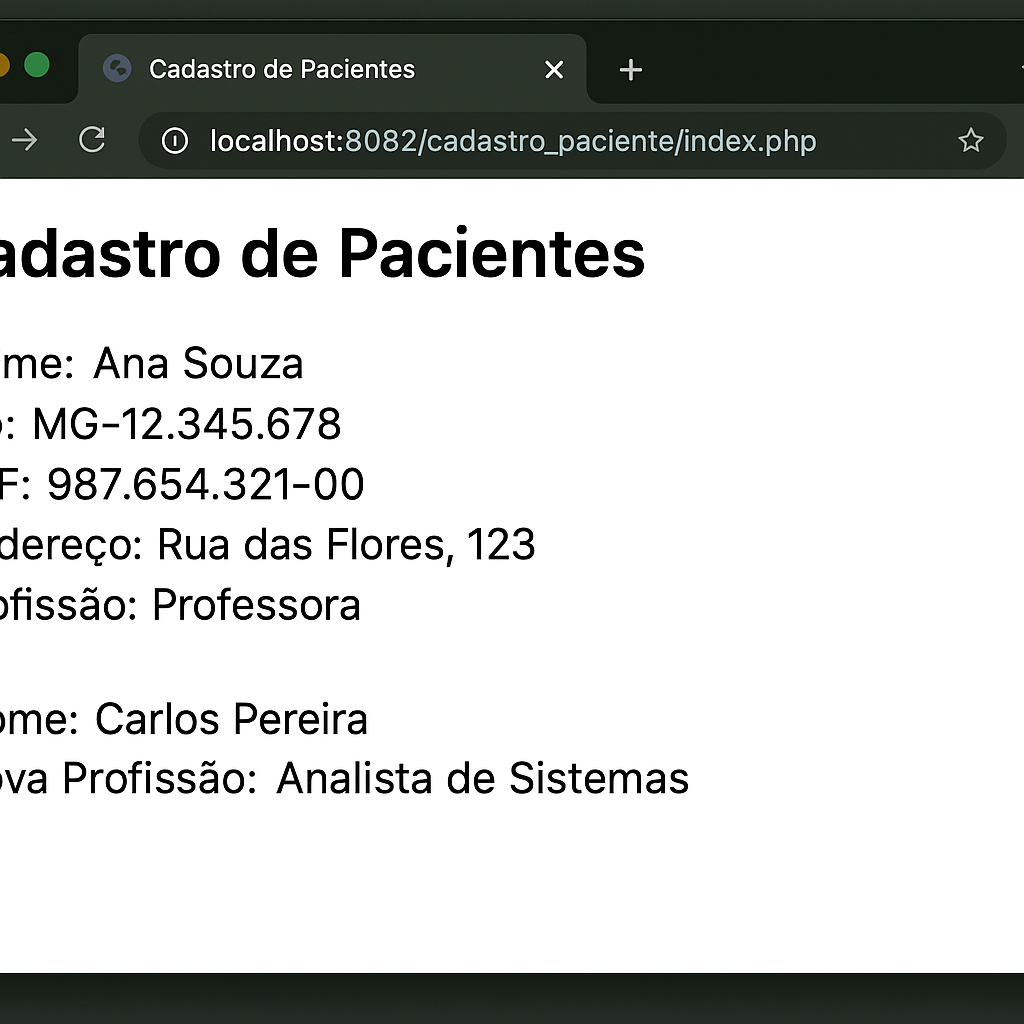 Cadastro de Pacientes
localhost:8082/cadastro_paciente/index.php
adastro de Pacientes
me: Ana Souza
: MG-12.345.678
F: 987.654.321-00
dereço: Rua das Flores, 123
ofissão: Professora
ome: Carlos Pereira
ova Profissão: Analista de Sistemas